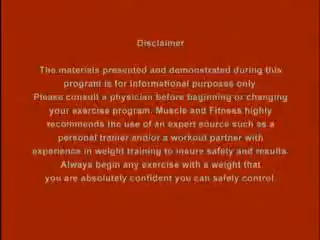 Disclaimer
The materials presented and demonstrated during this
program is for informational purposes only
Please consult a physician before beginning or changing
your exercise program. Muscle and Fitness highly
recommends the use of an expert source such as a
personal trainer and/or a workout partner with
experience in weight training to insure safety and results.
Always begin any exercise with a weight that
you are absolutely confident you can safely control.